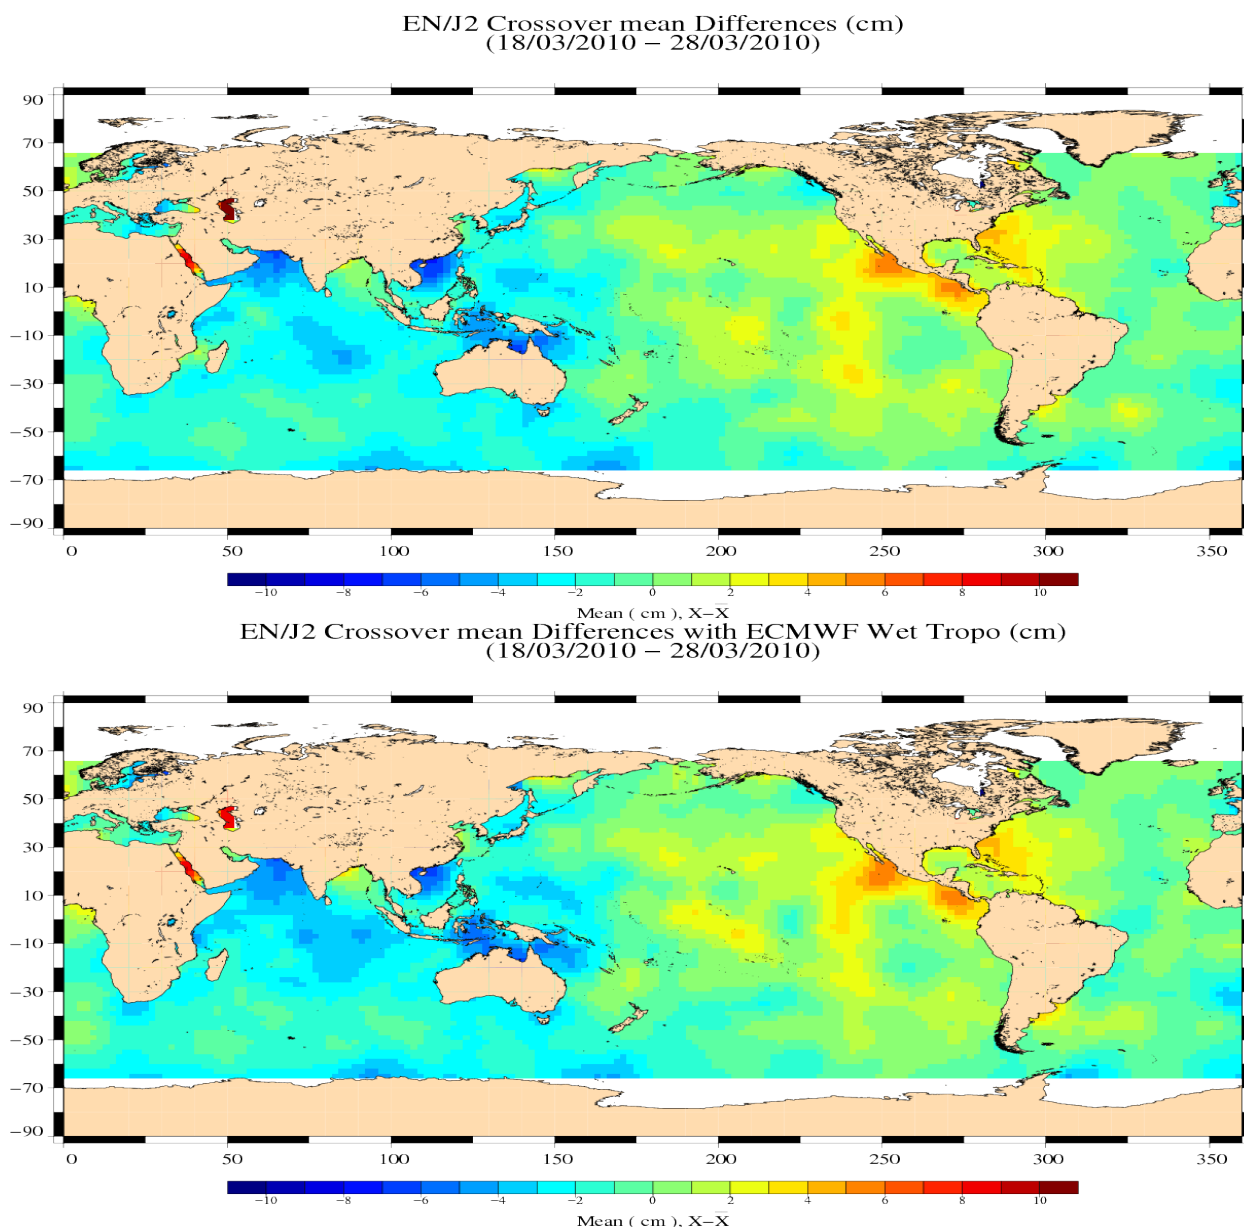 EN/J2 Crossover mean Differences (cm)
(18/03/2010 − 28/03/2010)
90
70
50
30
10
−10
−30
−50
−70
−90
0 50 100 150 200 250 300 350
−10 −8 −6 −4 −2 0 2 4 6 8 10
Mean ( cm ), X−X̄
EN/J2 Crossover mean Differences with ECMWF Wet Tropo (cm)
(18/03/2010 − 28/03/2010)
90
70
50
30
10
−10
−30
−50
−70
−90
0 50 100 150 200 250 300 350
−10 −8 −6 −4 −2 0 2 4 6 8 10
Mean ( cm ), X−X̄